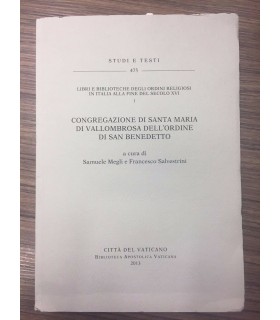 STUDI E TESTI
475
LIBRI E BIBLIOTECHE DEGLI ORDINI RELIGIOSI
IN ITALIA ALLA FINE DEL SECOLO XVI
1
CONGREGAZIONE DI SANTA MARIA
DI VALLOMBROSA DELL'ORDINE
DI SAN BENEDETTO
a cura di
Samuele Megli e Francesco Salvestrini
CITTÀ DEL VATICANO
BIBLIOTECA APOSTOLICA VATICANA
2013